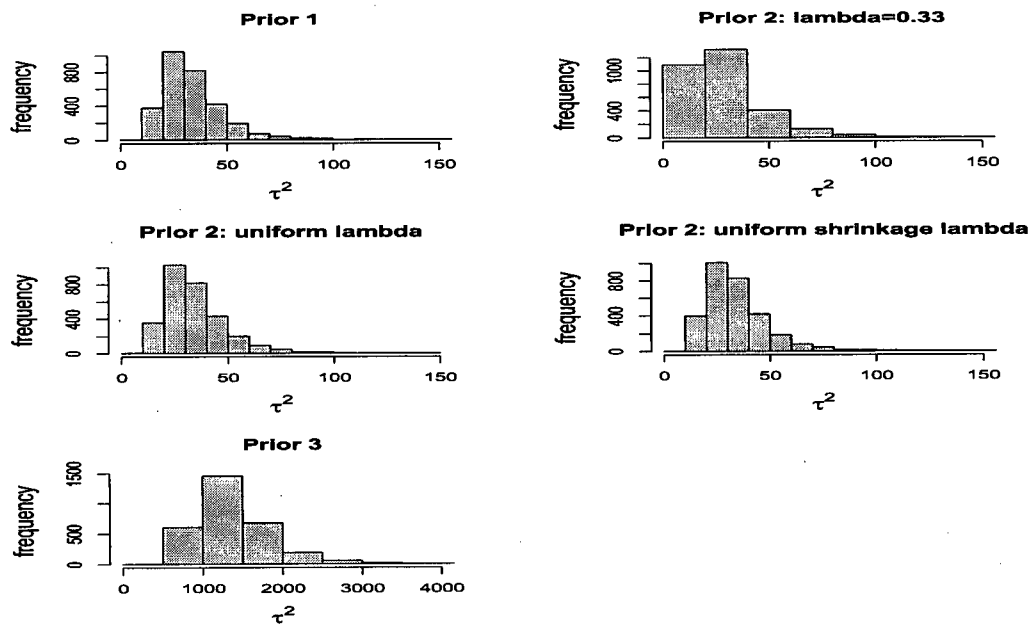 Prior 1
frequency
0 400 800
0 50 100 150
τ²
Prior 2: lambda=0.33
frequency
0 400 1000
0 50 100 150
τ²
Prior 2: uniform lambda
frequency
0 400 800
0 50 100 150
τ²
Prior 2: uniform shrinkage lambda
frequency
0 400 800
0 50 100 150
τ²
Prior 3
frequency
0 500 1500
0 1000 2000 3000 4000
τ²